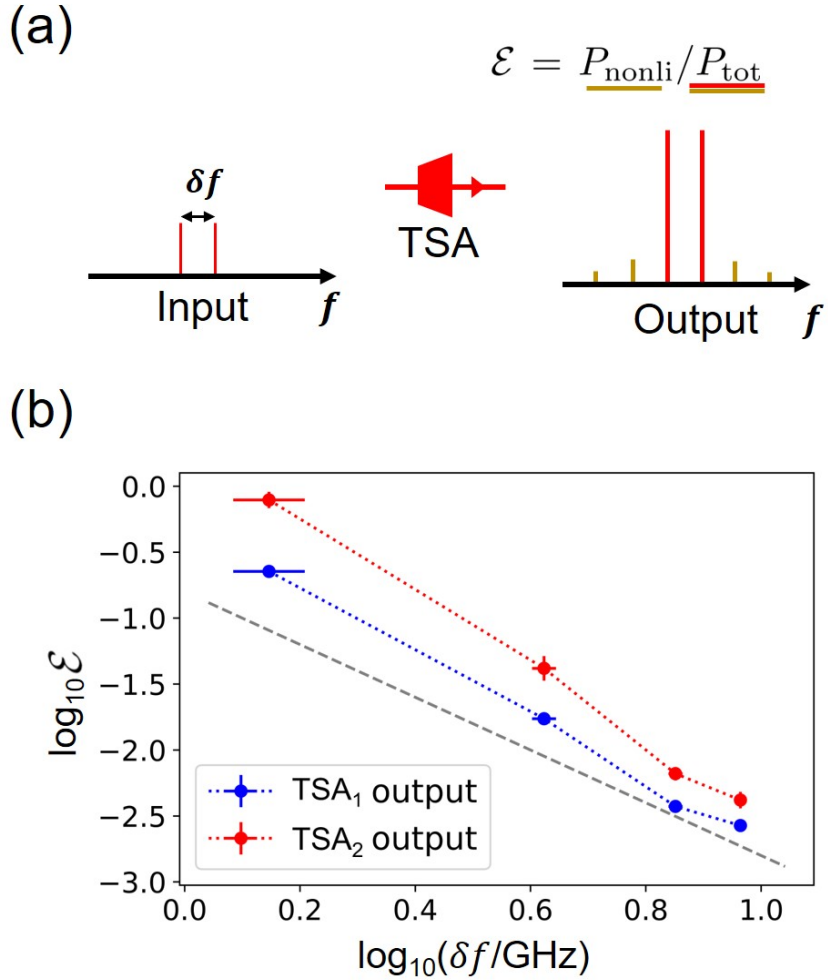 (a)
ℰ = P_nonli/P_tot
δf
TSA
Input
f
Output
f
(b)
0.0
−0.5
−1.0
−1.5
−2.0
−2.5
−3.0
log₁₀ℰ
TSA₁ output
TSA₂ output
0.0 0.2 0.4 0.6 0.8 1.0
log₁₀(δf/GHz)